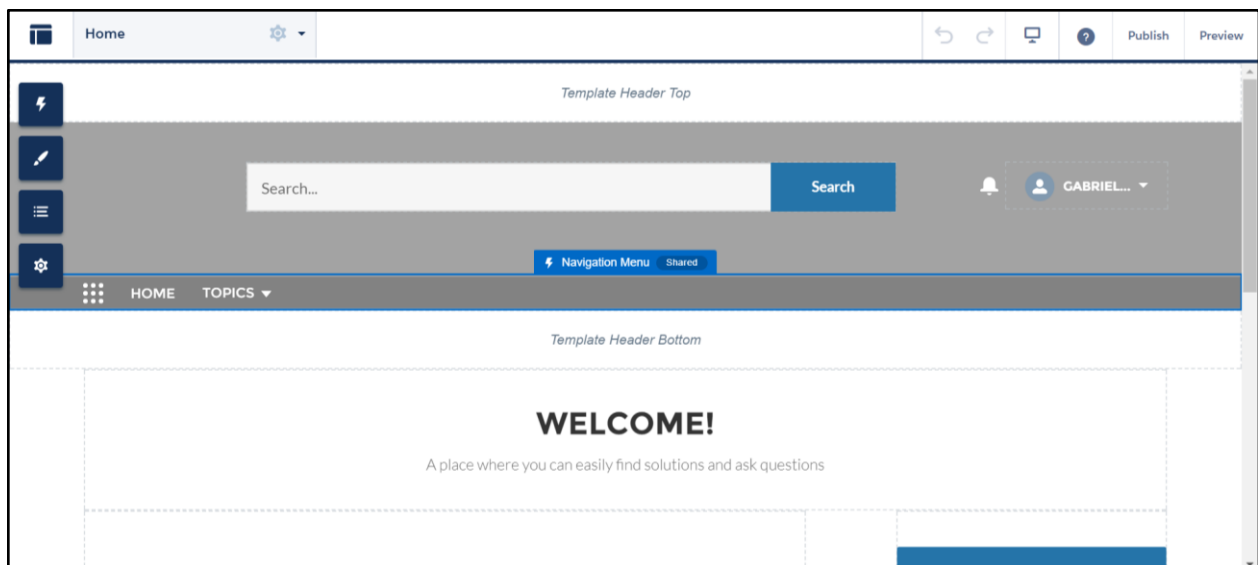 Home
?
Publish
Preview
Template Header Top
Search...
Search
GABRIEL...
Navigation Menu Shared
HOME TOPICS
Template Header Bottom
WELCOME!
A place where you can easily find solutions and ask questions